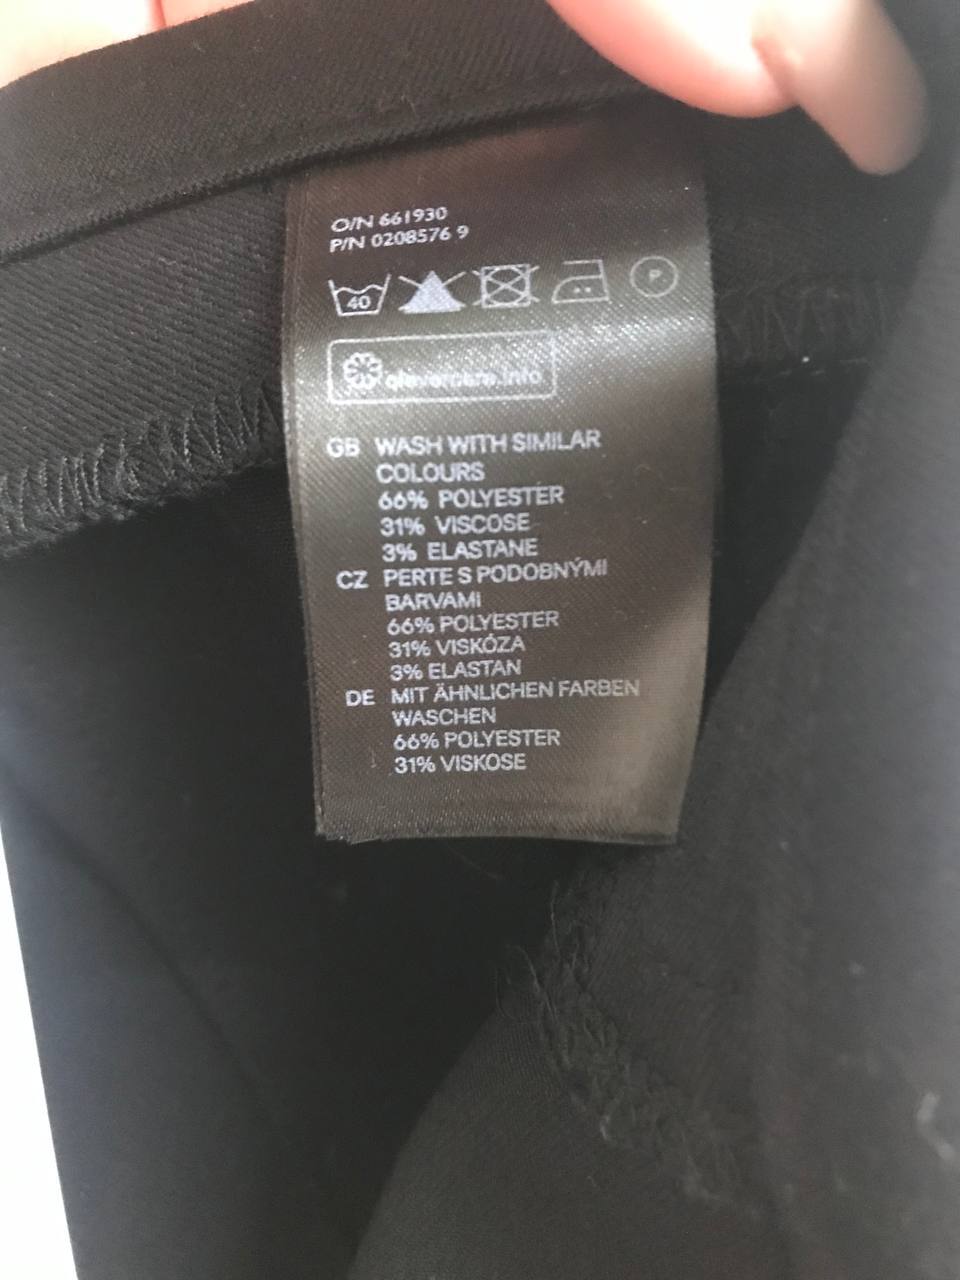 O/N 661930
P/N 0208576 9
40
P
clevercare.info
GB WASH WITH SIMILAR
COLOURS
66% POLYESTER
31% VISCOSE
3% ELASTANE
CZ PERTE S PODOBNÝMI
BARVAMI
66% POLYESTER
31% VISKÓZA
3% ELASTAN
DE MIT ÄHNLICHEN FARBEN
WASCHEN
66% POLYESTER
31% VISKOSE